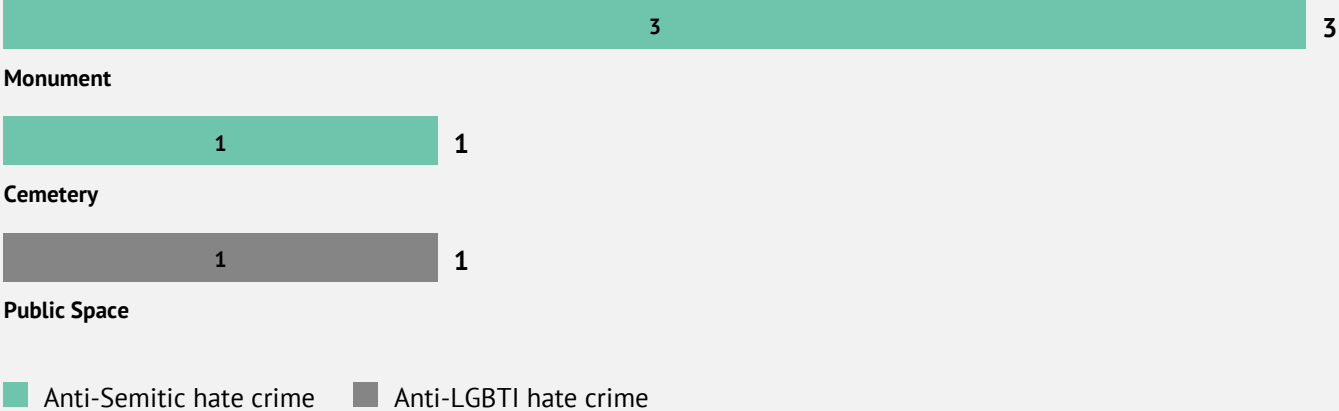 3 3
Monument
1 1
Cemetery
1 1
Public Space
Anti-Semitic hate crime Anti-LGBTI hate crime